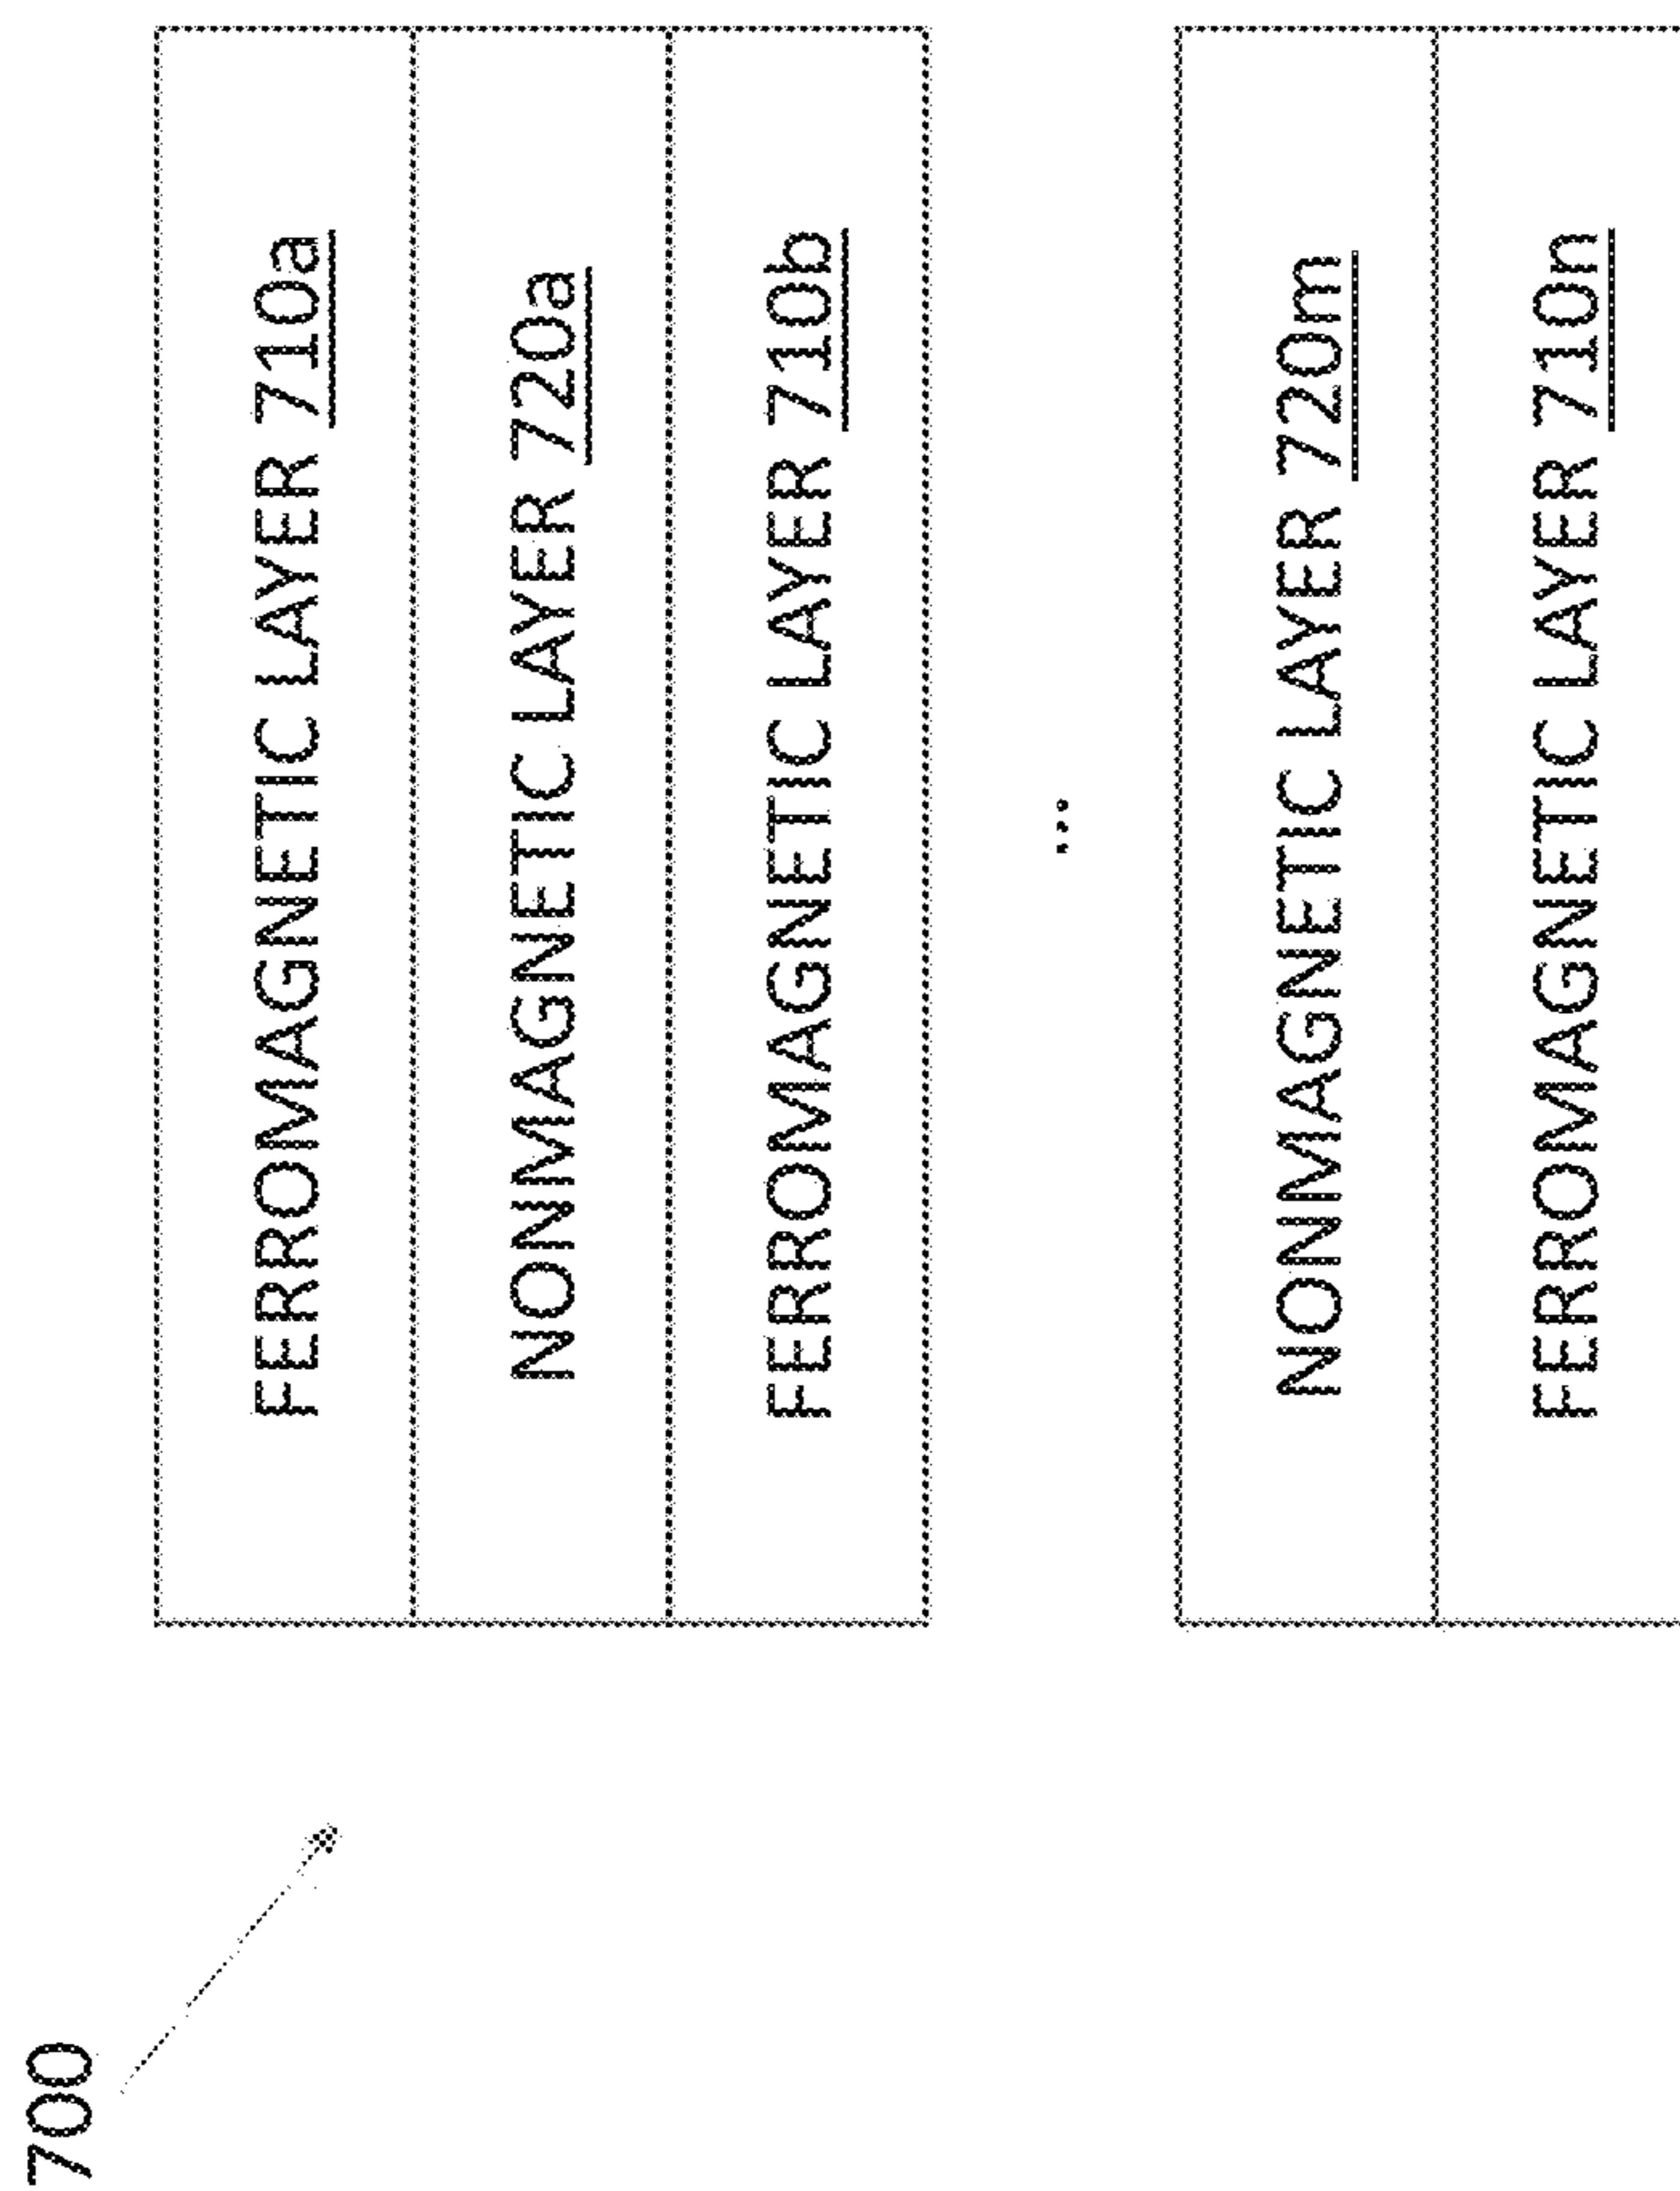 700
FERROMAGNETIC LAYER 710a
NONMAGNETIC LAYER 720a
FERROMAGNETIC LAYER 710b
...
NONMAGNETIC LAYER 720m
FERROMAGNETIC LAYER 710n